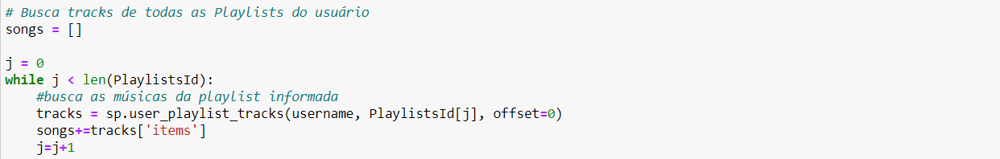 # Busca tracks de todas as Playlists do usuário
songs = []
j = 0
while j < len(PlaylistsId):
    #busca as músicas da playlist informada
    tracks = sp.user_playlist_tracks(username, PlaylistsId[j], offset=0)
    songs+=tracks['items']
    j=j+1